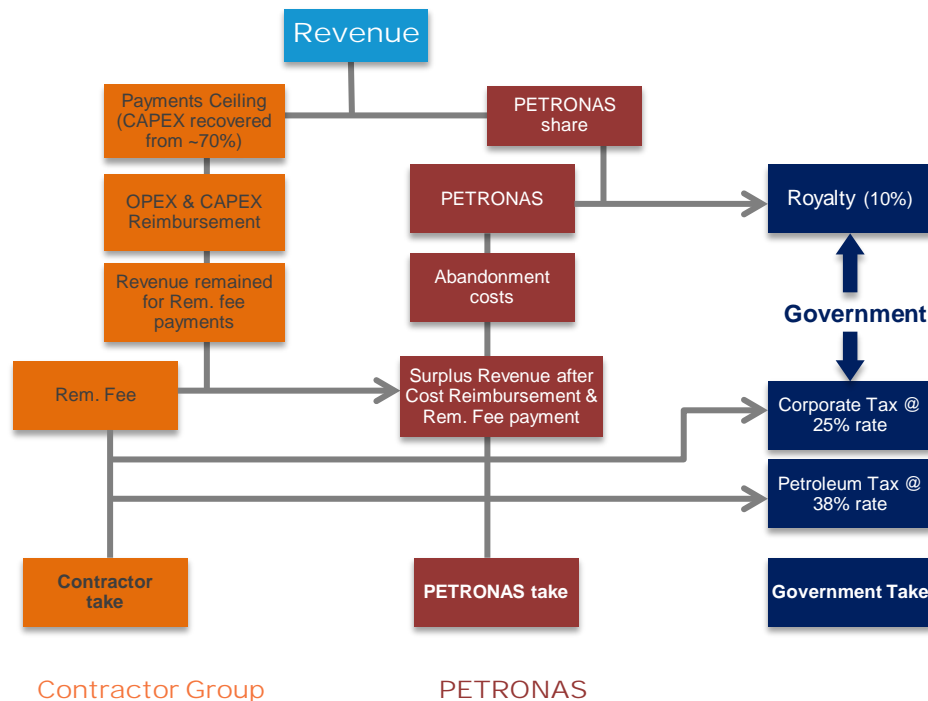 Revenue
Payments Ceiling
(CAPEX recovered
from ~70%)
PETRONAS
share
OPEX & CAPEX
Reimbursement
PETRONAS
Royalty (10%)
Revenue remained
for Rem. fee
payments
Abandonment
costs
Government
Rem. Fee
Surplus Revenue after
Cost Reimbursement &
Rem. Fee payment
Corporate Tax @
25% rate
Petroleum Tax @
38% rate
Contractor
take
PETRONAS take
Government Take
Contractor Group
PETRONAS